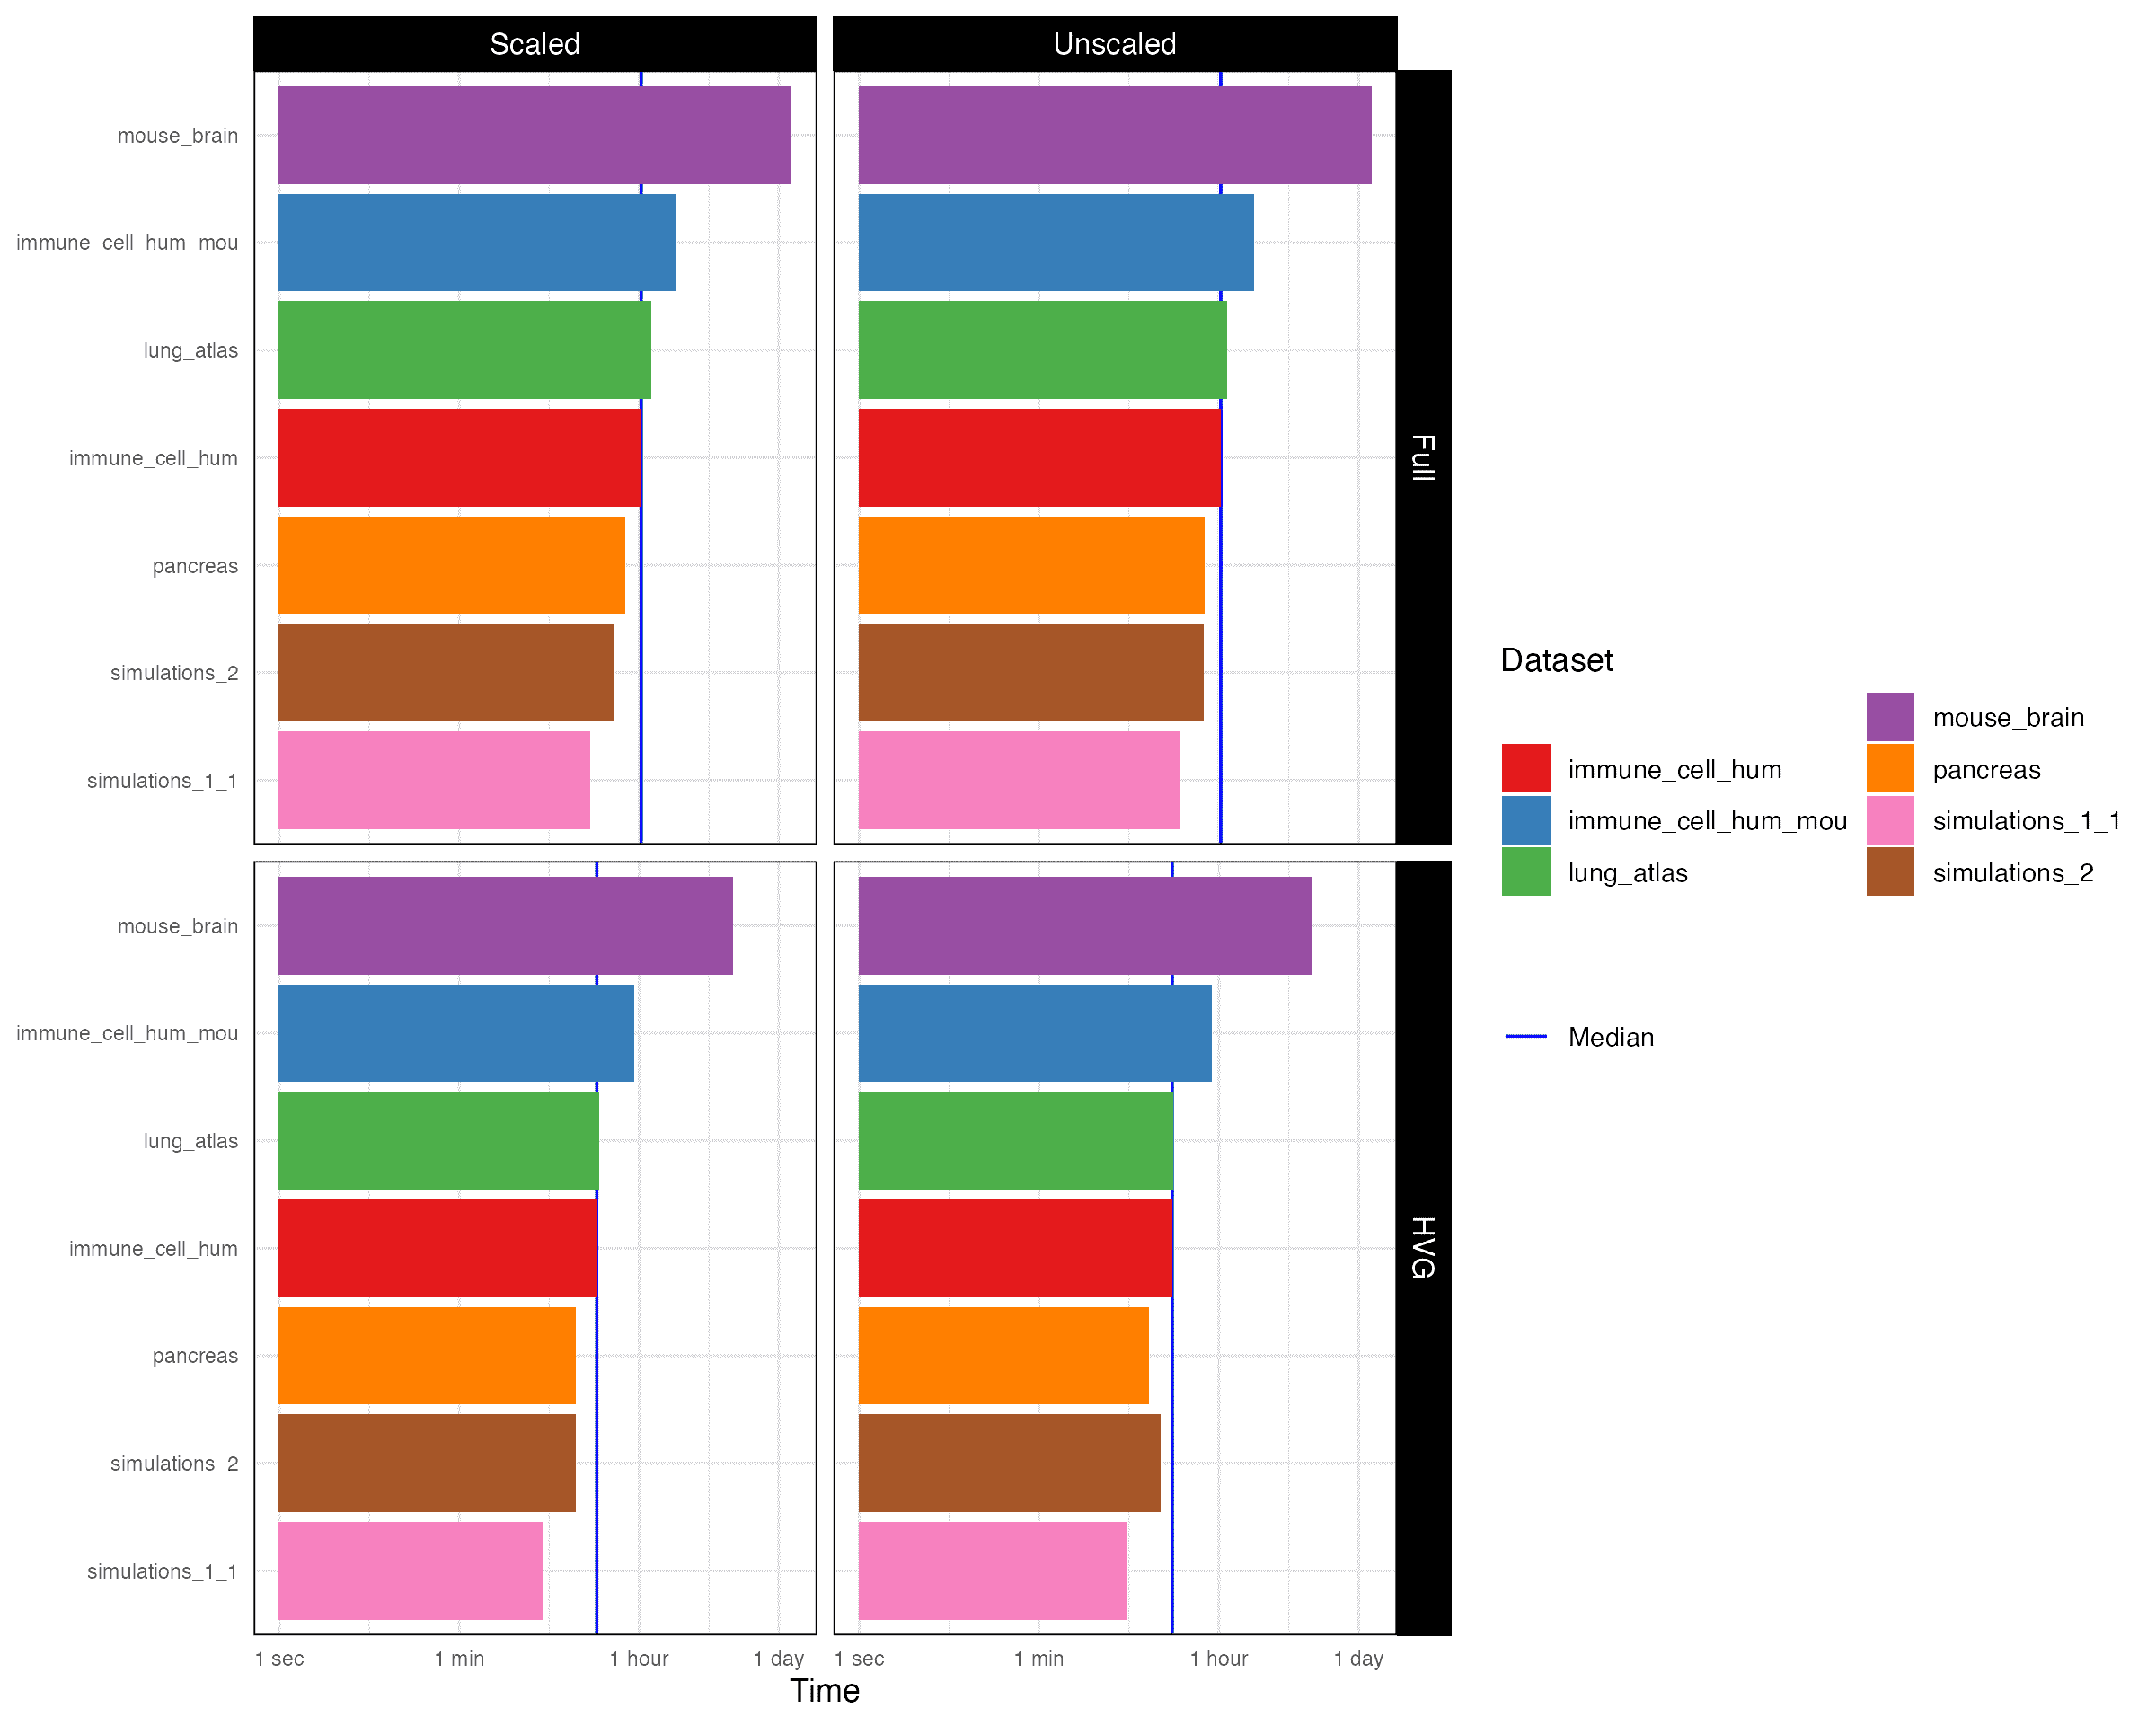 Scaled
Unscaled
mouse_brain
immune_cell_hum_mou
lung_atlas
immune_cell_hum
pancreas
simulations_2
simulations_1_1
Full
mouse_brain
immune_cell_hum_mou
lung_atlas
immune_cell_hum
pancreas
simulations_2
simulations_1_1
HVG
1 sec 1 min 1 hour 1 day
1 sec 1 min 1 hour 1 day
Time
Dataset
immune_cell_hum
immune_cell_hum_mou
lung_atlas
mouse_brain
pancreas
simulations_1_1
simulations_2
Median